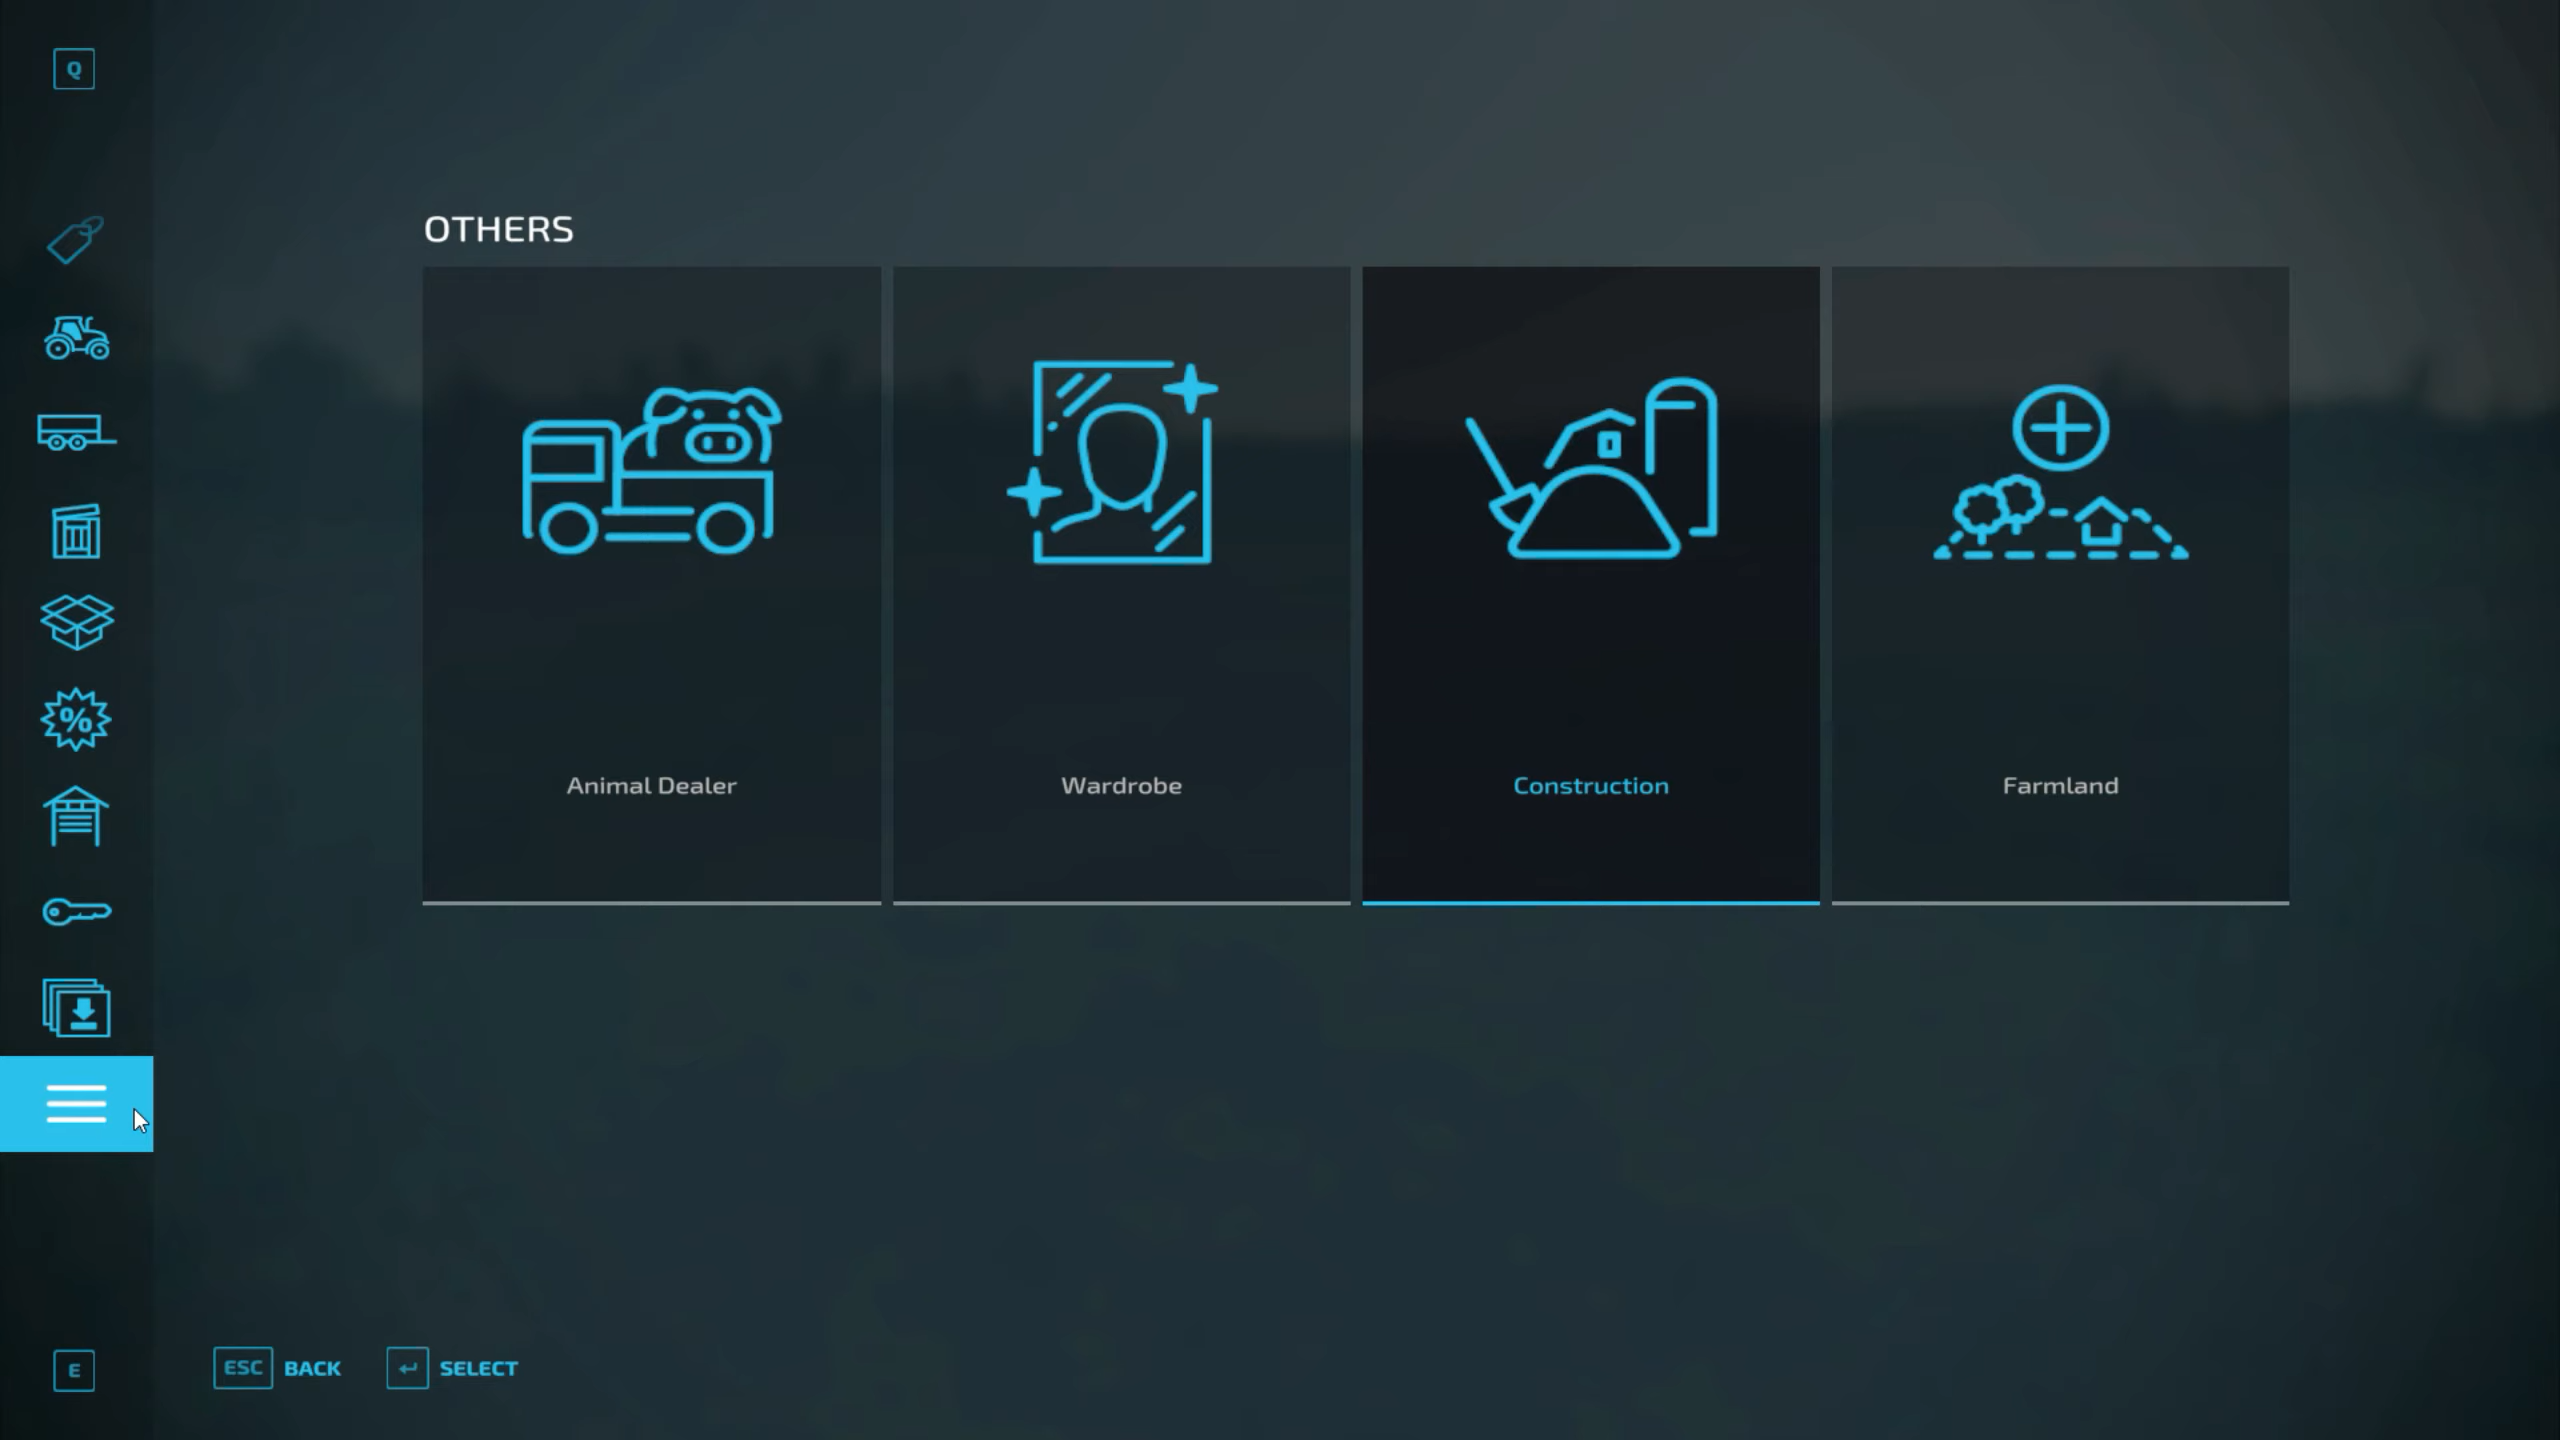 Q
OTHERS
%
Animal Dealer
Wardrobe
Construction
Farmland
E
ESC BACK
SELECT